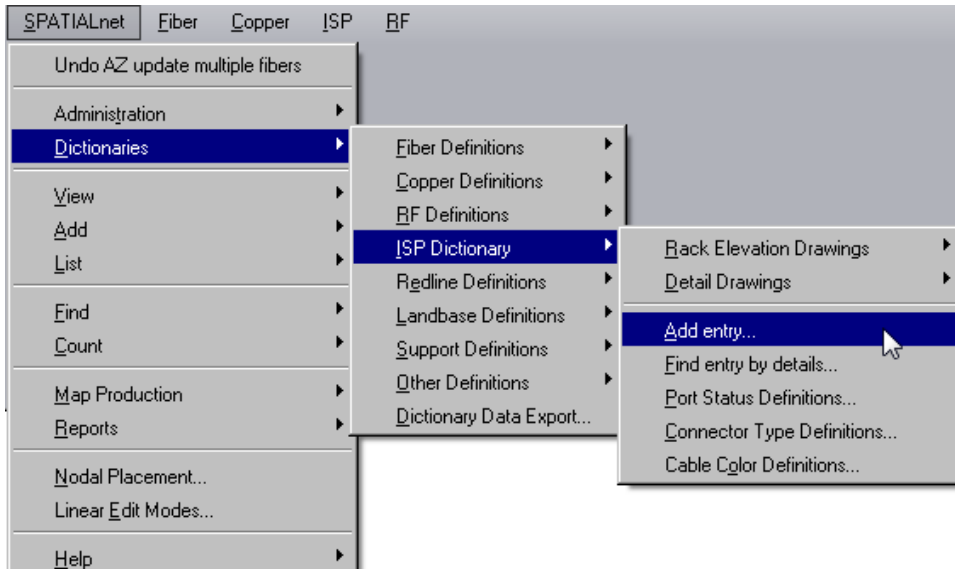 SPATIALnet Fiber Copper ISP RF
Undo AZ update multiple fibers
Administration
Dictionaries
View
Add
List
Find
Count
Map Production
Reports
Nodal Placement...
Linear Edit Modes...
Help
Fiber Definitions
Copper Definitions
RF Definitions
ISP Dictionary
Redline Definitions
Landbase Definitions
Support Definitions
Other Definitions
Dictionary Data Export...
Rack Elevation Drawings
Detail Drawings
Add entry...
Find entry by details...
Port Status Definitions...
Connector Type Definitions...
Cable Color Definitions...